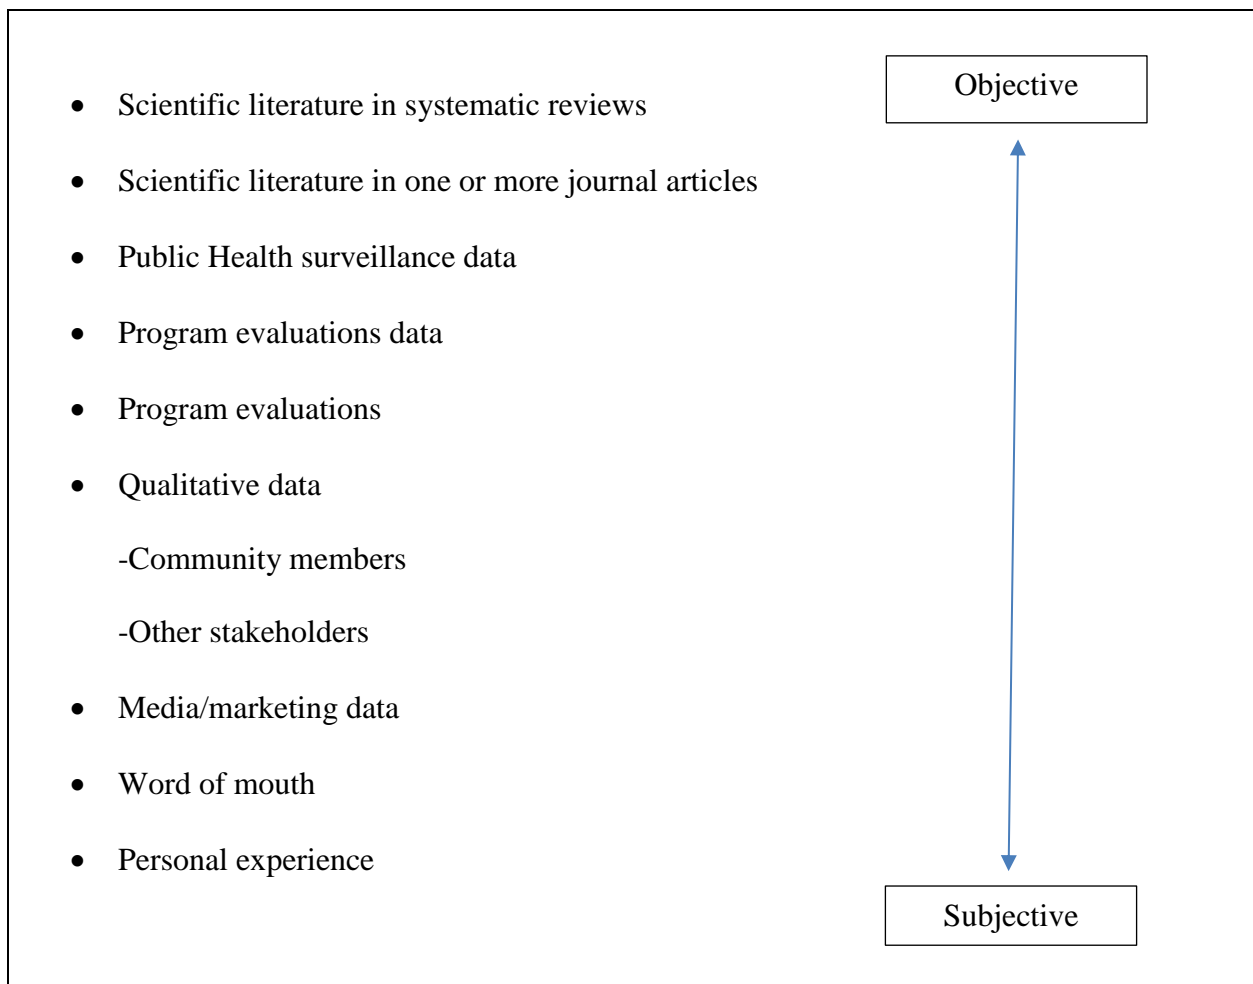 Objective
• Scientific literature in systematic reviews
• Scientific literature in one or more journal articles
• Public Health surveillance data
• Program evaluations data
• Program evaluations
• Qualitative data
-Community members
-Other stakeholders
• Media/marketing data
• Word of mouth
• Personal experience
Subjective